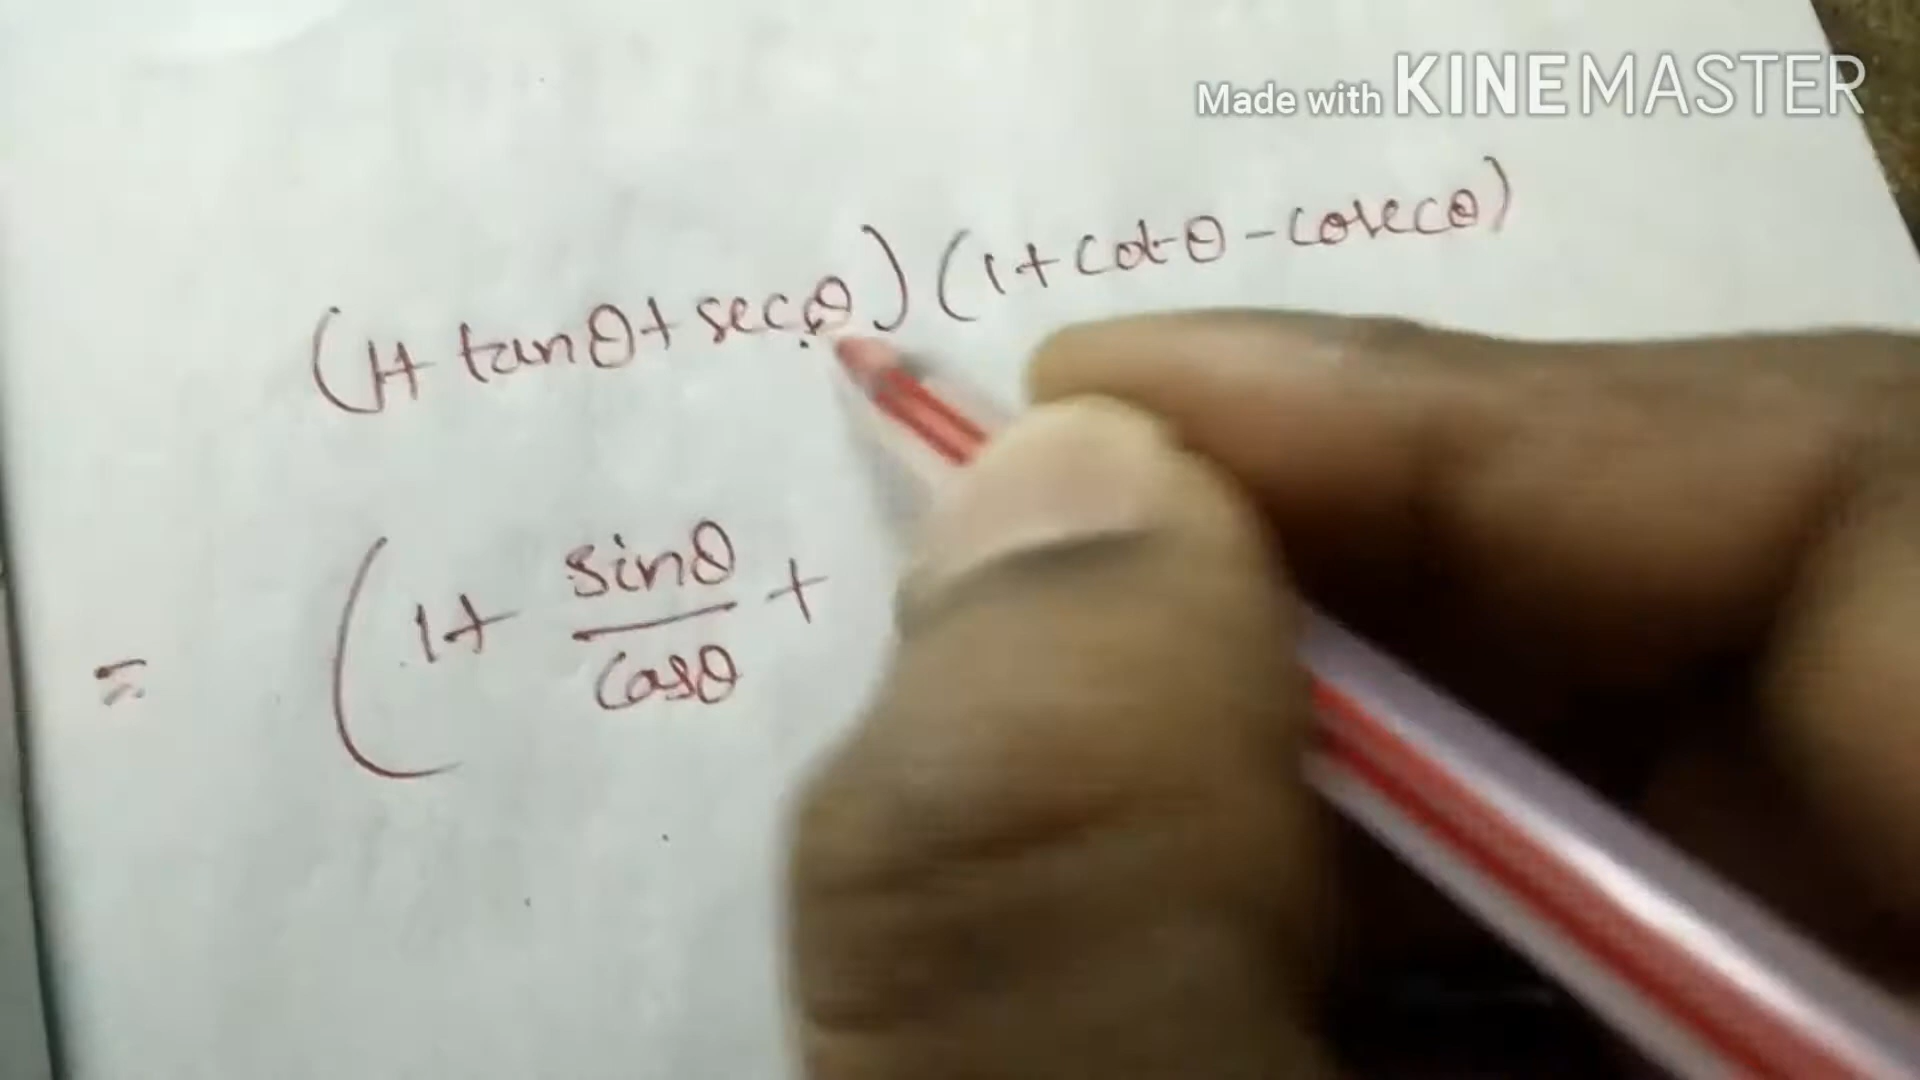 Made with KINEMASTER
(1+ tanθ + secθ) (1 + cotθ - cosecθ)
= (1+ sinθ/cosθ +